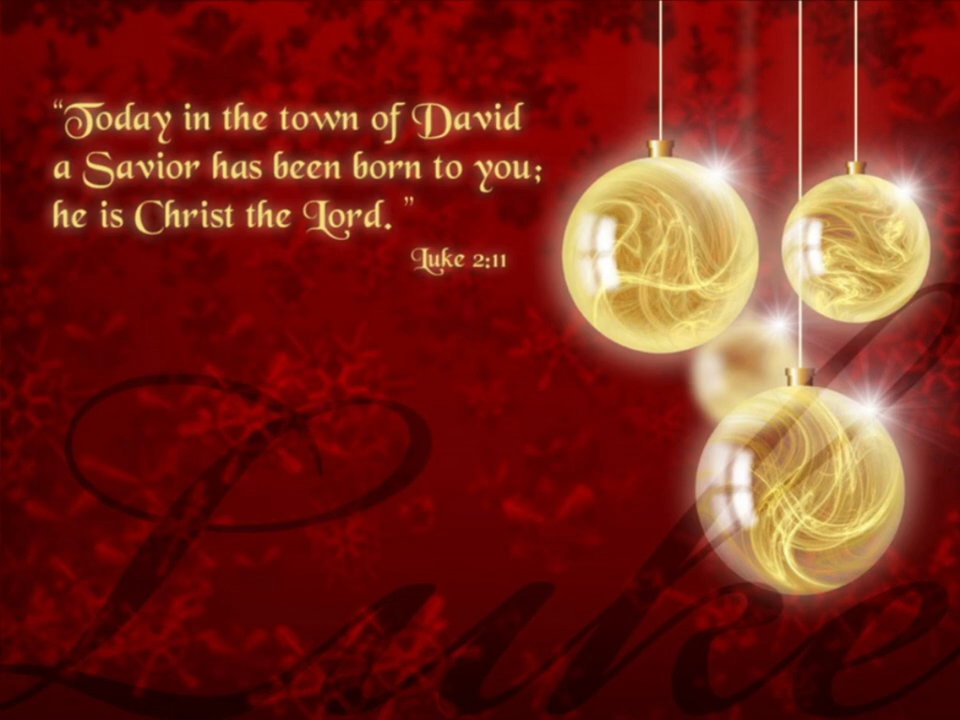 “Today in the town of David
a Savior has been born to you;
he is Christ the Lord. ”
Luke 2:11
Luke